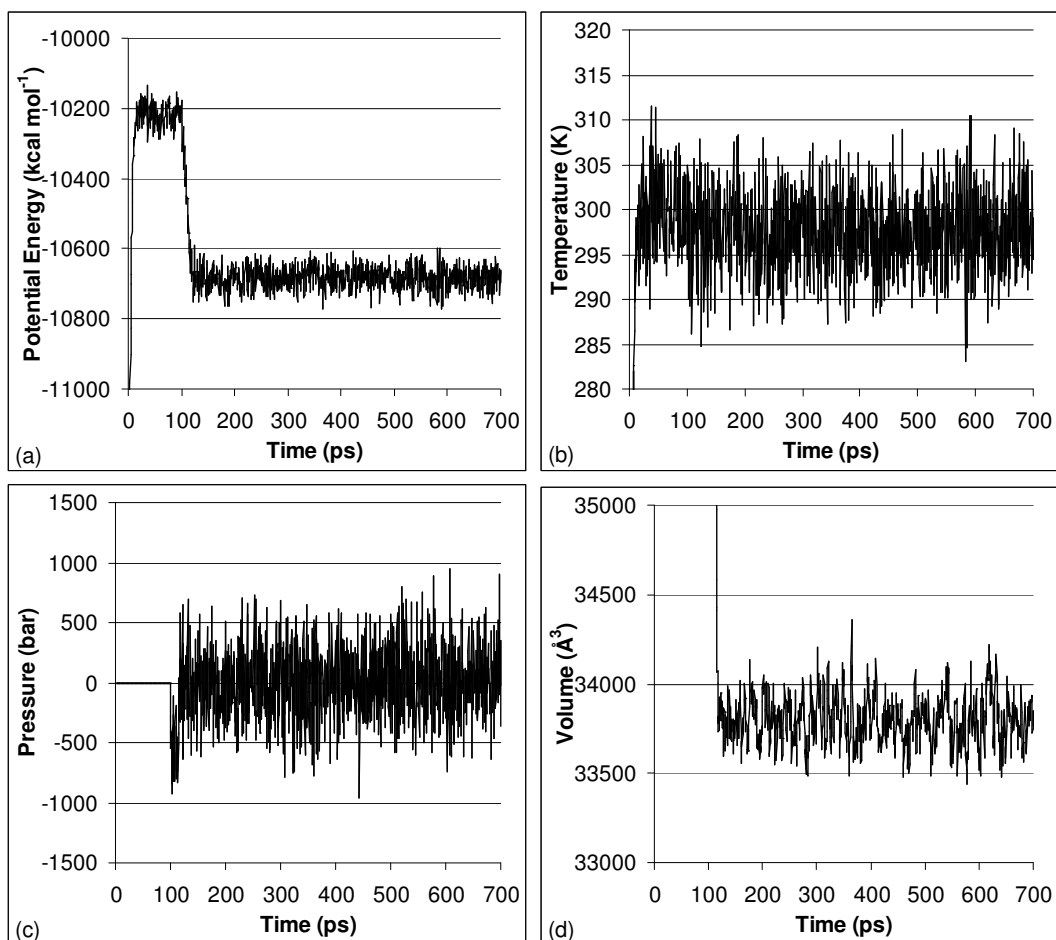 -10000
-10200
-10400
-10600
-10800
-11000
Potential Energy (kcal mol⁻¹)
0 100 200 300 400 500 600 700
Time (ps)
(a)
320
315
310
305
300
295
290
285
280
Temperature (K)
0 100 200 300 400 500 600 700
Time (ps)
(b)
1500
1000
500
0
-500
-1000
-1500
Pressure (bar)
0 100 200 300 400 500 600 700
Time (ps)
(c)
35000
34500
34000
33500
33000
Volume (Å³)
0 100 200 300 400 500 600 700
Time (ps)
(d)